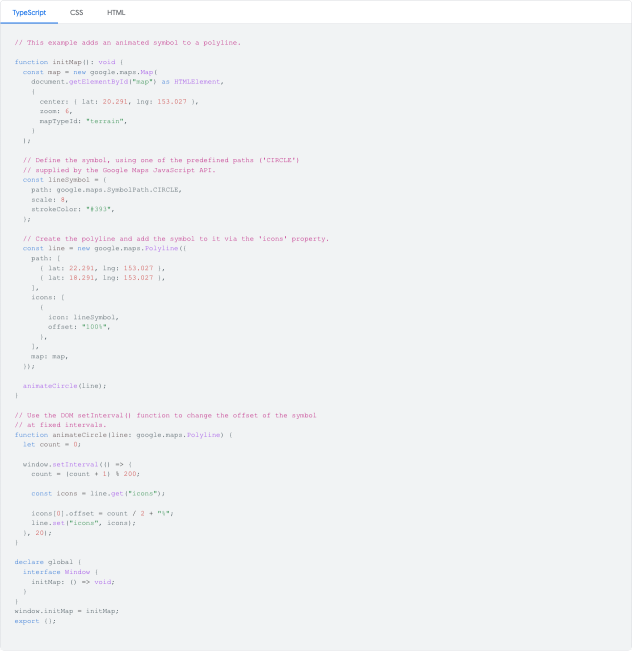 TypeScript CSS HTML
// This example adds an animated symbol to a polyline.
function initMap(): void {
  const map = new google.maps.Map(
    document.getElementById("map") as HTMLElement,
    {
      center: { lat: 20.291, lng: 153.027 },
      zoom: 6,
      mapTypeId: "terrain",
    }
  );
  // Define the symbol, using one of the predefined paths ('CIRCLE')
  // supplied by the Google Maps JavaScript API.
  const lineSymbol = {
    path: google.maps.SymbolPath.CIRCLE,
    scale: 8,
    strokeColor: "#393",
  };
  // Create the polyline and add the symbol to it via the 'icons' property.
  const line = new google.maps.Polyline({
    path: [
      { lat: 22.291, lng: 153.027 },
      { lat: 18.291, lng: 153.027 },
    ],
    icons: [
      {
        icon: lineSymbol,
        offset: "100%",
      },
    ],
    map: map,
  });
  animateCircle(line);
}
// Use the DOM setInterval() function to change the offset of the symbol
// at fixed intervals.
function animateCircle(line: google.maps.Polyline) {
  let count = 0;
  window.setInterval(() => {
    count = (count + 1) % 200;
    const icons = line.get("icons");
    icons[0].offset = count / 2 + "%";
    line.set("icons", icons);
  }, 20);
}
declare global {
  interface Window {
    initMap: () => void;
  }
}
window.initMap = initMap;
export {};